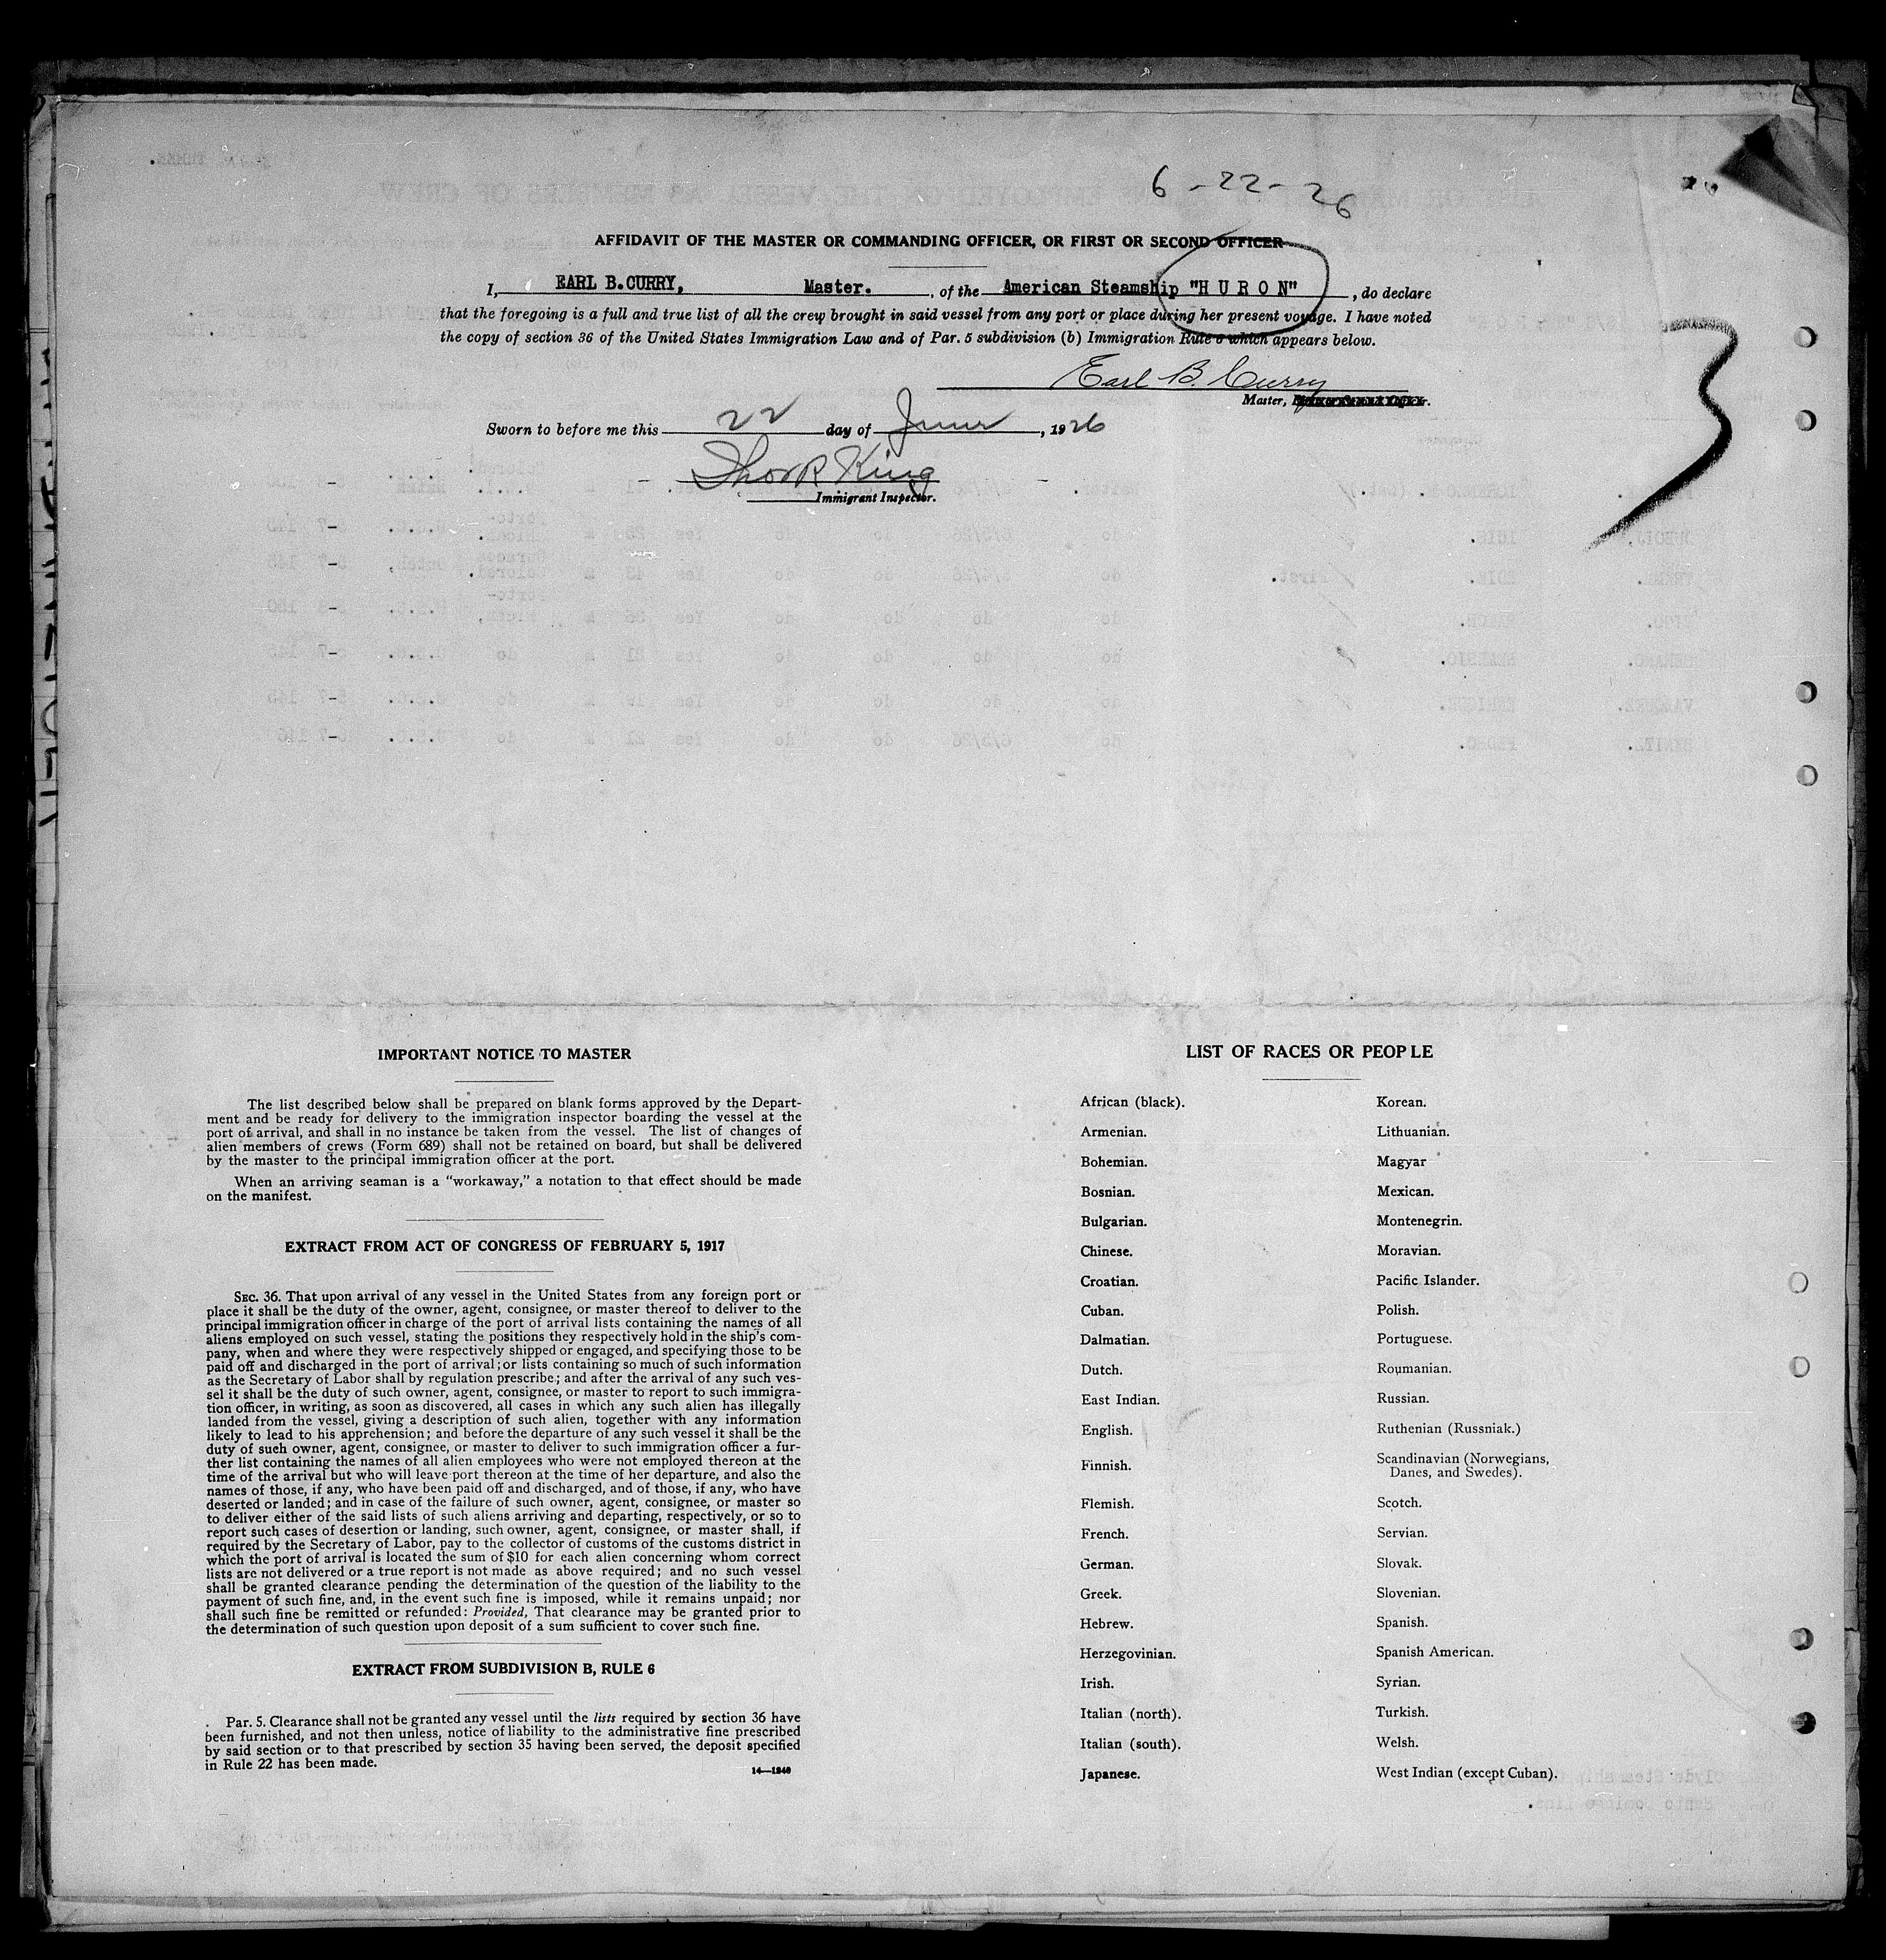 6-22-26
AFFIDAVIT OF THE MASTER OR COMMANDING OFFICER, OR FIRST OR SECOND OFFICER
I, EARL B.CURRY, Master. , of the American Steamship "H U R O N" , do declare
that the foregoing is a full and true list of all the crew brought in said vessel from any port or place during her present voyage. I have noted
the copy of section 36 of the United States Immigration Law and of Par. 5 subdivision (b) Immigration Rule 6 which appears below.
Earl B. Curry
Master,
3
Sworn to before me this 22 day of June , 1926
King
Immigrant Inspector.
IMPORTANT NOTICE TO MASTER
The list described below shall be prepared on blank forms approved by the Depart-
ment and be ready for delivery to the immigration inspector boarding the vessel at the
port of arrival, and shall in no instance be taken from the vessel. The list of changes of
alien members of crews (Form 689) shall not be retained on board, but shall be delivered
by the master to the principal immigration officer at the port.
When an arriving seaman is a "workaway," a notation to that effect should be made
on the manifest.
EXTRACT FROM ACT OF CONGRESS OF FEBRUARY 5, 1917
SEC. 36. That upon arrival of any vessel in the United States from any foreign port or
place it shall be the duty of the owner, agent, consignee, or master thereof to deliver to the
principal immigration officer in charge of the port of arrival lists containing the names of all
aliens employed on such vessel, stating the positions they respectively hold in the ship's com-
pany, when and where they were respectively shipped or engaged, and specifying those to be
paid off and discharged in the port of arrival; or lists containing so much of such information
as the Secretary of Labor shall by regulation prescribe; and after the arrival of any such ves-
sel it shall be the duty of such owner, agent, consignee, or master to report to such immigra-
tion officer, in writing, as soon as discovered, all cases in which any such alien has illegally
landed from the vessel, giving a description of such alien, together with any information
likely to lead to his apprehension; and before the departure of any such vessel it shall be the
duty of such owner, agent, consignee, or master to deliver to such immigration officer a fur-
ther list containing the names of all alien employees who were not employed thereon at the
time of the arrival but who will leave port thereon at the time of her departure, and also the
names of those, if any, who have been paid off and discharged, and of those, if any, who have
deserted or landed; and in case of the failure of such owner, agent, consignee, or master so
to deliver either of the said lists of such aliens arriving and departing, respectively, or so to
report such cases of desertion or landing, such owner, agent, consignee, or master shall, if
required by the Secretary of Labor, pay to the collector of customs of the customs district in
which the port of arrival is located the sum of $10 for each alien concerning whom correct
lists are not delivered or a true report is not made as above required; and no such vessel
shall be granted clearance pending the determination of the question of the liability to the
payment of such fine, and, in the event such fine is imposed, while it remains unpaid; nor
shall such fine be remitted or refunded: Provided, That clearance may be granted prior to
the determination of such question upon deposit of a sum sufficient to cover such fine.
EXTRACT FROM SUBDIVISION B, RULE 6
Par. 5. Clearance shall not be granted any vessel until the lists required by section 36 have
been furnished, and not then unless, notice of liability to the administrative fine prescribed
by said section or to that prescribed by section 35 having been served, the deposit specified
in Rule 22 has been made.
14—1240
LIST OF RACES OR PEOPLE
African (black).
Armenian.
Bohemian.
Bosnian.
Bulgarian.
Chinese.
Croatian.
Cuban.
Dalmatian.
Dutch.
East Indian.
English.
Finnish.
Flemish.
French.
German.
Greek.
Hebrew.
Herzegovinian.
Irish.
Italian (north).
Italian (south).
Japanese.
Korean.
Lithuanian.
Magyar
Mexican.
Montenegrin.
Moravian.
Pacific Islander.
Polish.
Portuguese.
Roumanian.
Russian.
Ruthenian (Russniak.)
Scandinavian (Norwegians,
Danes, and Swedes).
Scotch.
Servian.
Slovak.
Slovenian.
Spanish.
Spanish American.
Syrian.
Turkish.
Welsh.
West Indian (except Cuban).